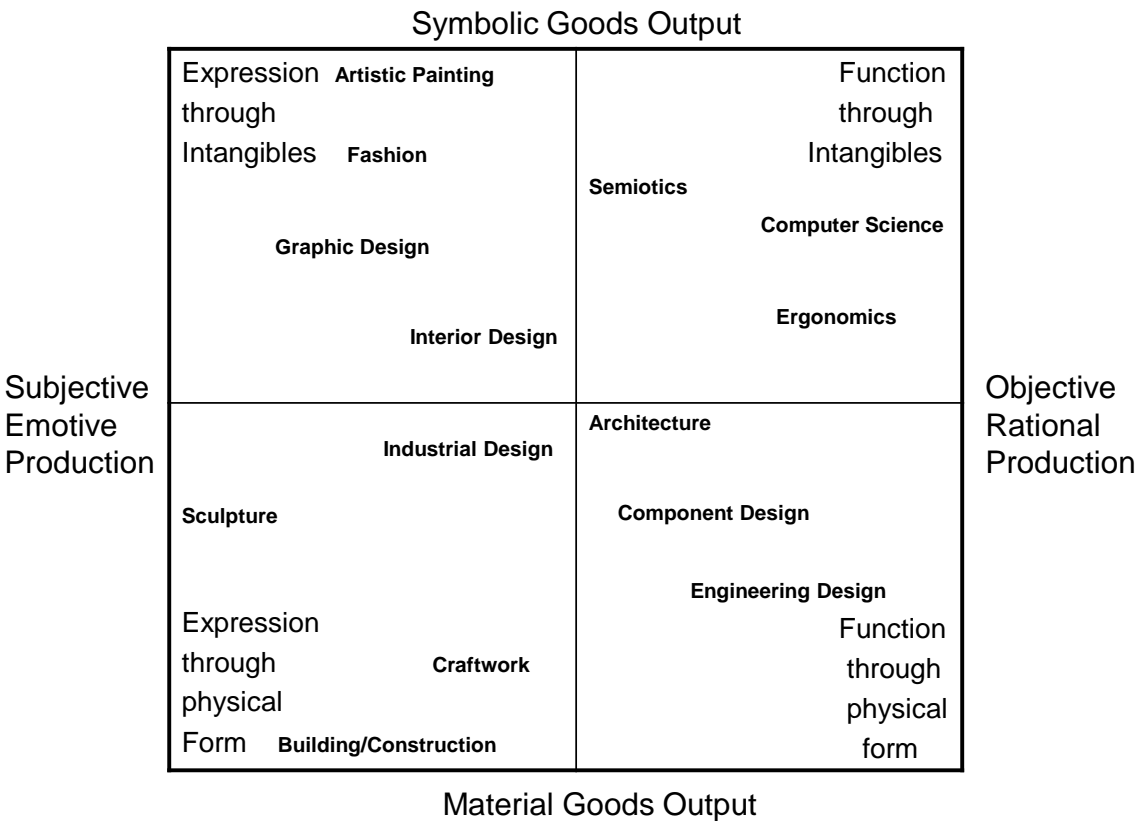 Symbolic Goods Output
Expression Artistic Painting
through
Intangibles Fashion
Graphic Design
Interior Design
Function
through
Intangibles
Semiotics
Computer Science
Ergonomics
Subjective
Emotive
Production
Objective
Rational
Production
Industrial Design
Sculpture
Expression
through Craftwork
physical
Form Building/Construction
Architecture
Component Design
Engineering Design
Function
through
physical
form
Material Goods Output